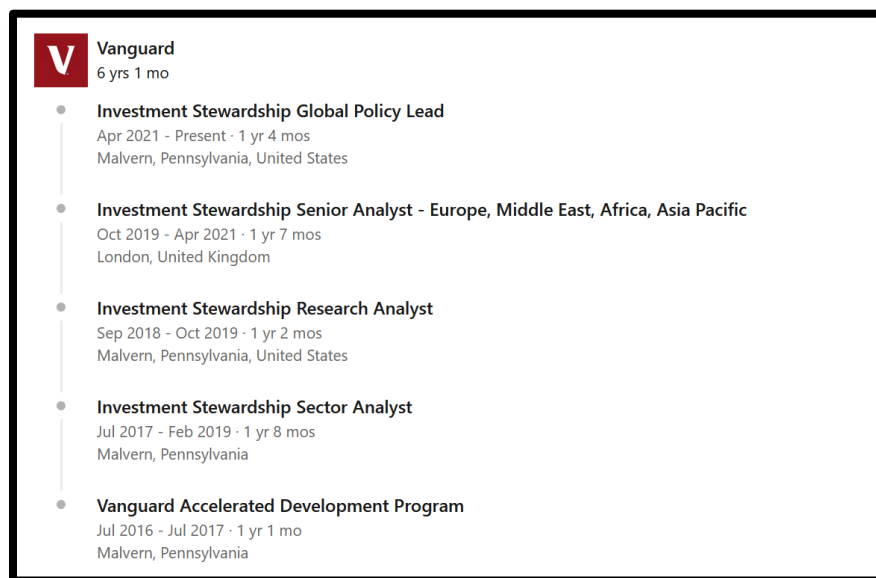 V
Vanguard
6 yrs 1 mo
Investment Stewardship Global Policy Lead
Apr 2021 - Present · 1 yr 4 mos
Malvern, Pennsylvania, United States
Investment Stewardship Senior Analyst - Europe, Middle East, Africa, Asia Pacific
Oct 2019 - Apr 2021 · 1 yr 7 mos
London, United Kingdom
Investment Stewardship Research Analyst
Sep 2018 - Oct 2019 · 1 yr 2 mos
Malvern, Pennsylvania, United States
Investment Stewardship Sector Analyst
Jul 2017 - Feb 2019 · 1 yr 8 mos
Malvern, Pennsylvania
Vanguard Accelerated Development Program
Jul 2016 - Jul 2017 · 1 yr 1 mo
Malvern, Pennsylvania